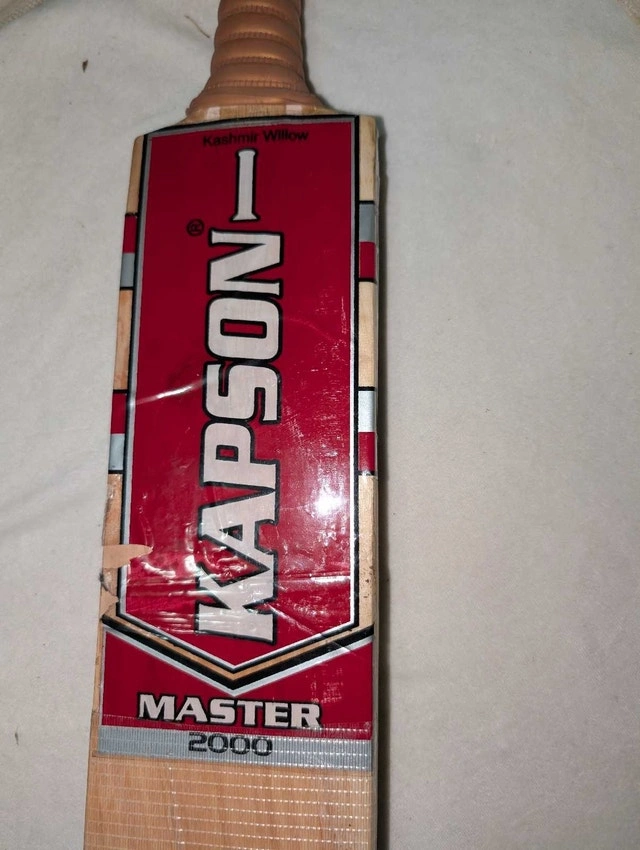 Kashmir Willow
KAPSON
®
MASTER
2000